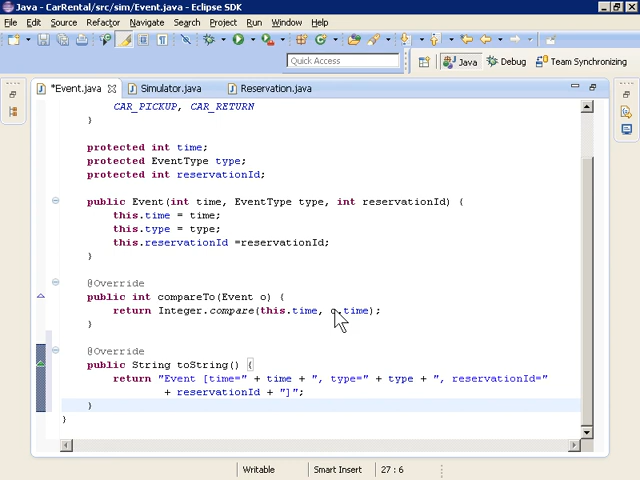 Java - CarRental/src/sim/Event.java - Eclipse SDK
File Edit Source Refactor Navigate Search Project Run Window Help
Quick Access
Java Debug Team Synchronizing
*Event.java Simulator.java Reservation.java
CAR_PICKUP, CAR_RETURN
}
protected int time;
protected EventType type;
protected int reservationId;
public Event(int time, EventType type, int reservationId) {
this.time = time;
this.type = type;
this.reservationId =reservationId;
}
@Override
public int compareTo(Event o) {
return Integer.compare(this.time, o.time);
}
@Override
public String toString() {
return "Event [time=" + time + ", type=" + type + ", reservationId="
+ reservationId + "]";
}
}
Writable Smart Insert 27 : 6